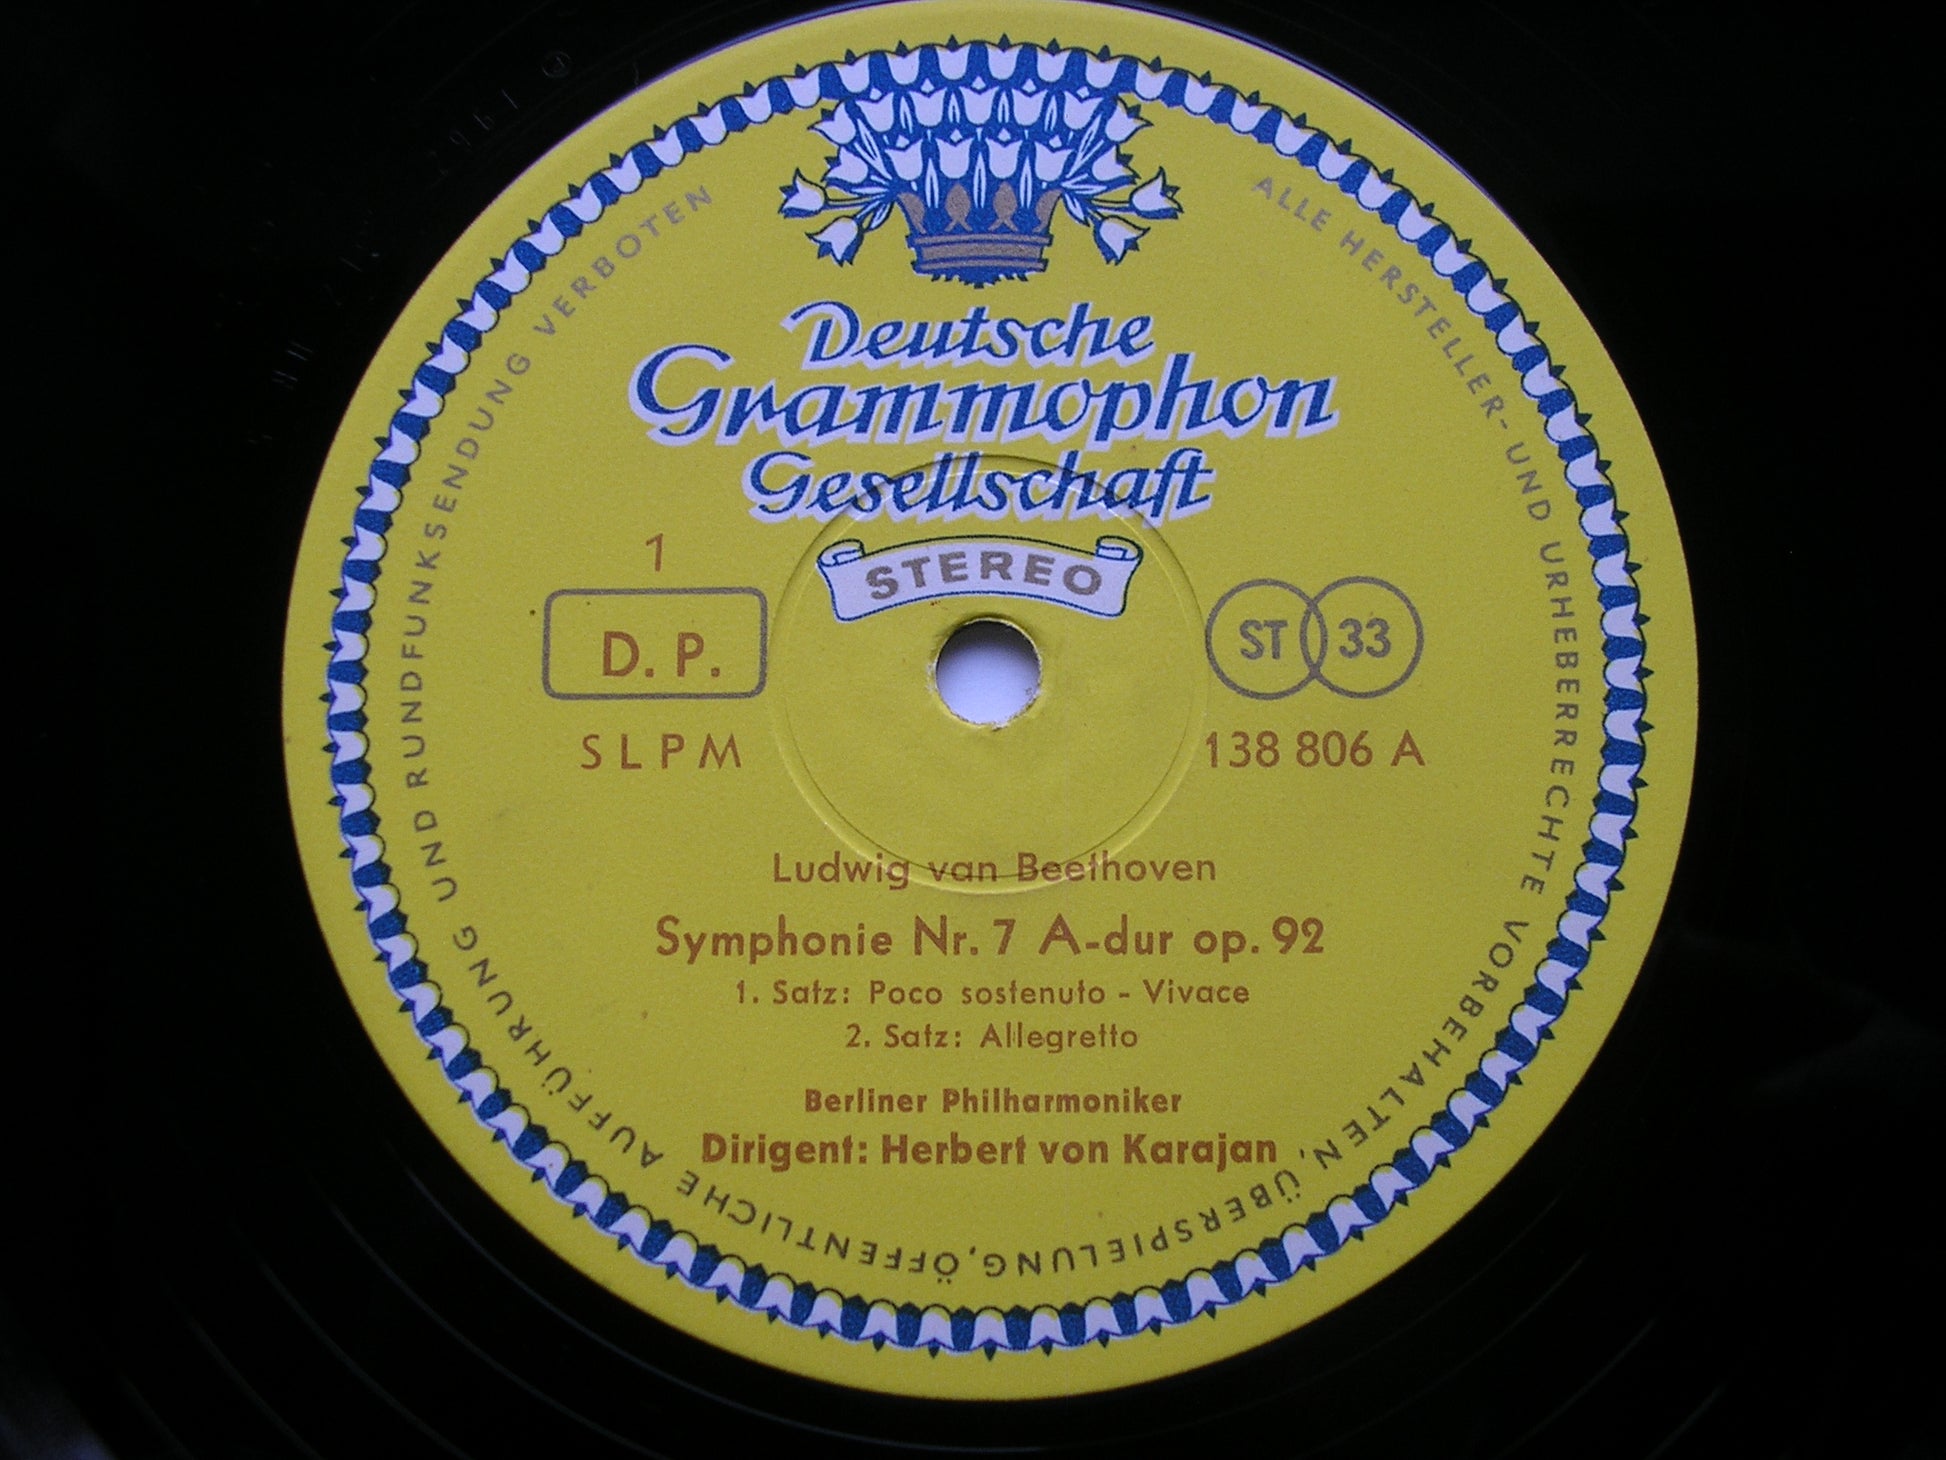 Deutsche
Grammophon
Gesellschaft
STEREO
1
D. P.
ST 33
SLPM
138 806 A
Ludwig van Beethoven
Symphonie Nr. 7 A-dur op. 92
1. Satz: Poco sostenuto - Vivace
2. Satz: Allegretto
Berliner Philharmoniker
Dirigent: Herbert von Karajan
ALLE HERSTELLER- UND URHEBERRECHTE VORBEHALTEN, ÜBERSPIELUNG, ÖFFENTLICHE AUFFÜHRUNG UND RUNDFUNKSENDUNG VERBOTEN